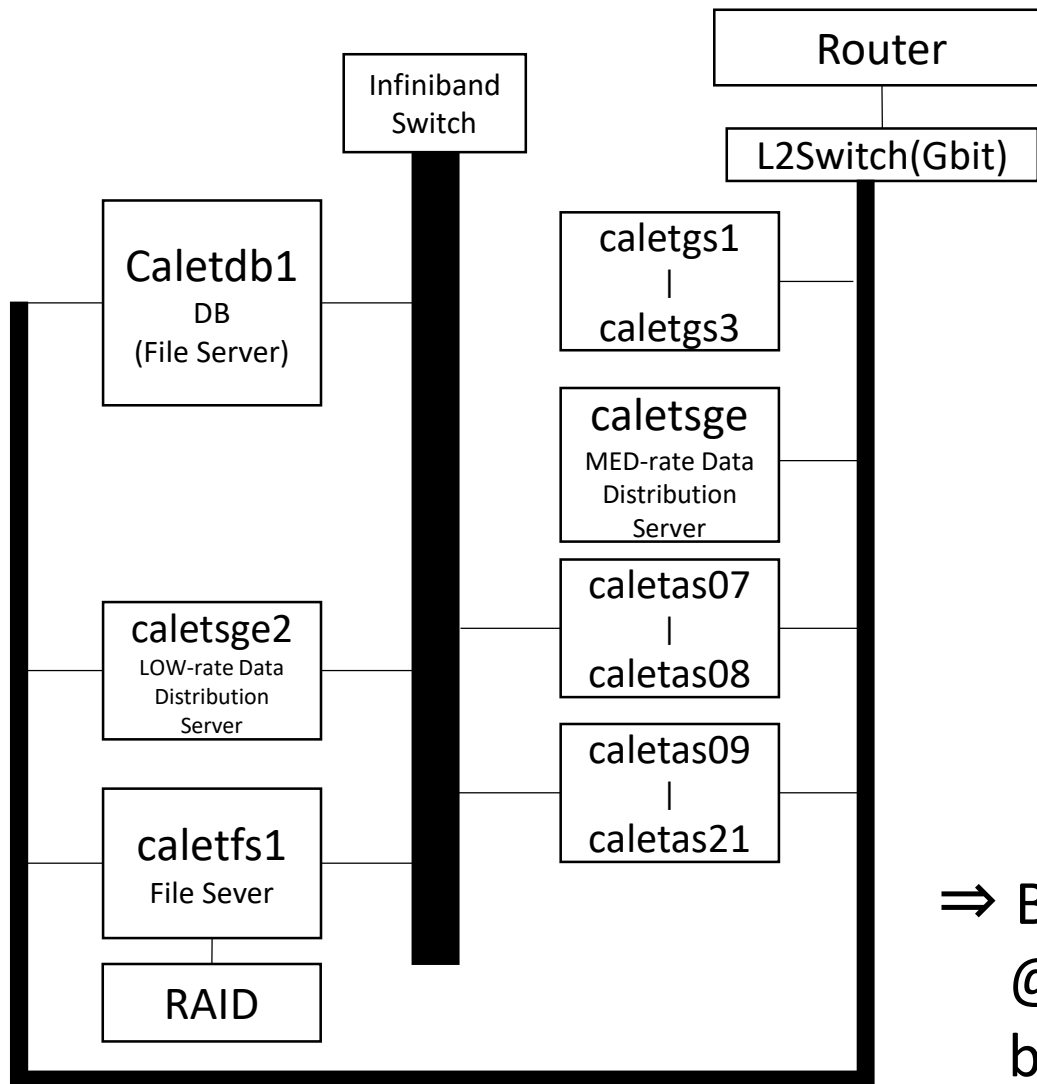 Router
Infiniband
Switch
L2Switch(Gbit)
Caletdb1
DB
(File Server)
caletgs1
|
caletgs3
caletsge
MED-rate Data
Distribution
Server
caletsge2
LOW-rate Data
Distribution
Server
caletas07
|
caletas08
caletas09
|
caletas21
caletfs1
File Sever
RAID
⇒ B
@
b